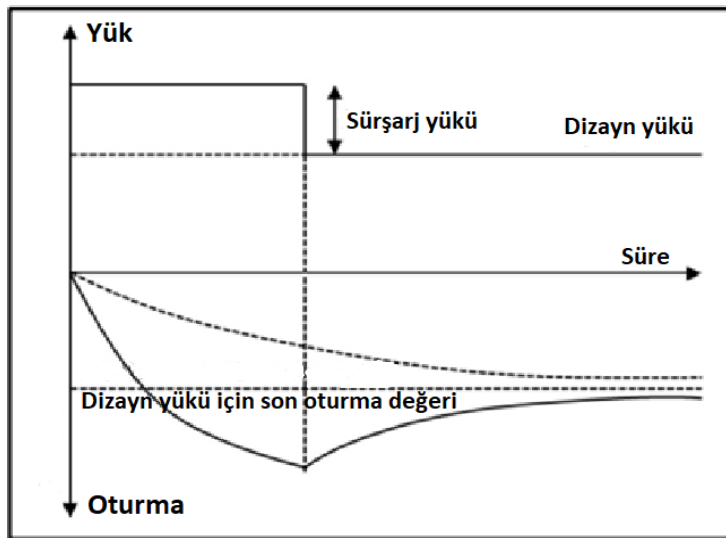 Yük
Sürşarj yükü
Dizayn yükü
Süre
Dizayn yükü için son oturma değeri
Oturma